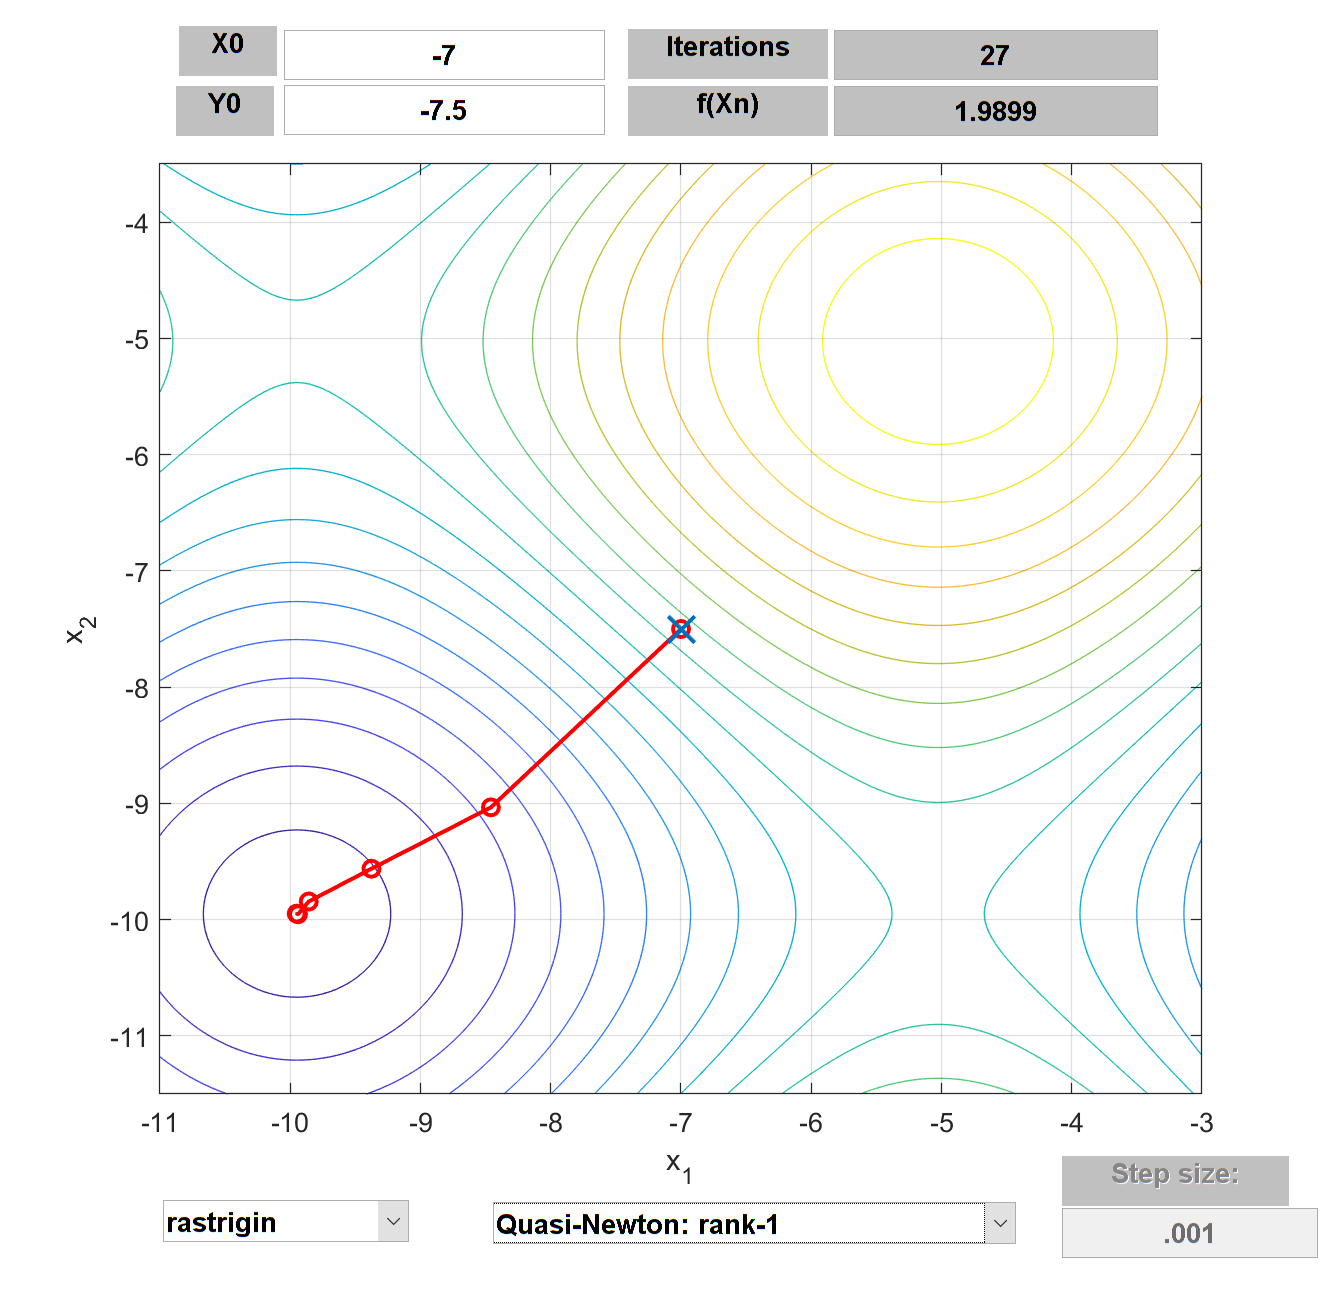 X0 -7 Iterations 27
Y0 -7.5 f(Xn) 1.9899
-4
-5
-6
-7
-8
-9
-10
-11
x2
-11 -10 -9 -8 -7 -6 -5 -4 -3
x1
Step size:
rastrigin Quasi-Newton: rank-1 .001